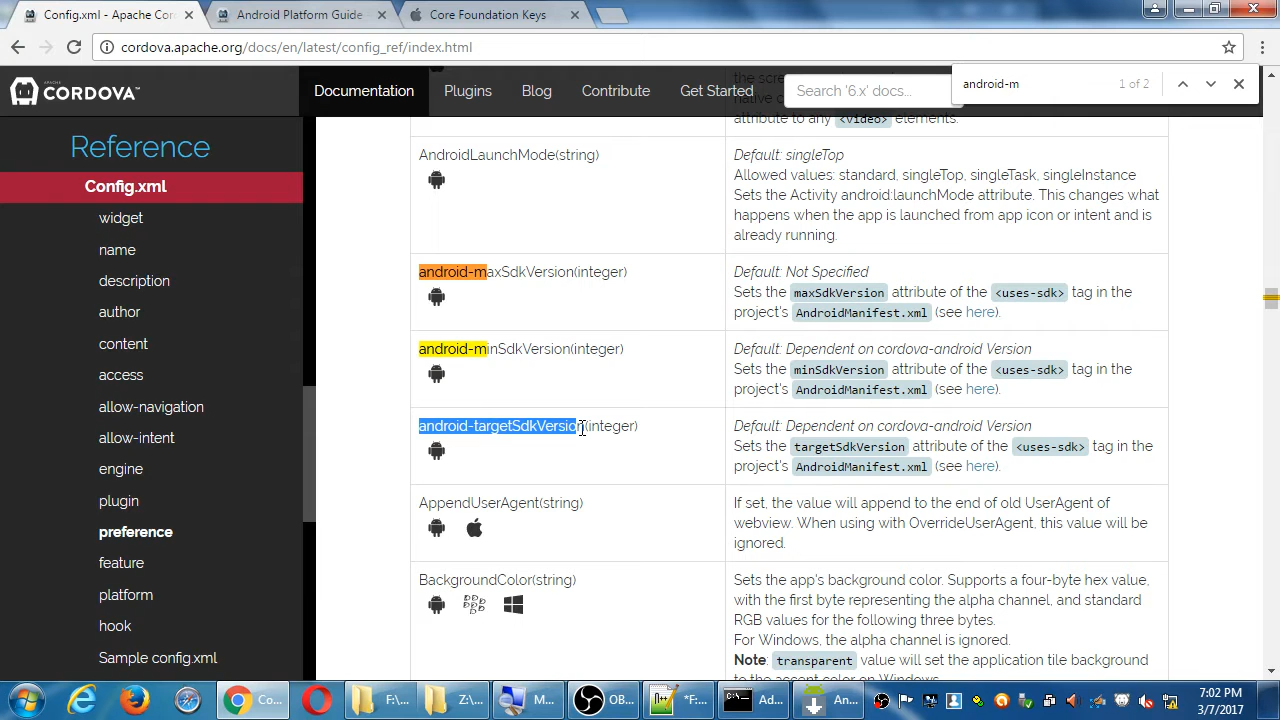 Config.xml - Apache Cor
Android Platform Guide
Core Foundation Keys
cordova.apache.org/docs/en/latest/config_ref/index.html
android-m
1 of 2
APACHE
CORDOVA™
Documentation
Plugins
Blog
Contribute
Get Started
Search '6.x' docs...
Reference
Config.xml
widget
name
description
author
content
access
allow-navigation
allow-intent
engine
plugin
preference
feature
platform
hook
Sample config.xml
attribute to any <video> elements.
AndroidLaunchMode(string)
Default: singleTop
Allowed values: standard, singleTop, singleTask, singleInstance
Sets the Activity android:launchMode attribute. This changes what
happens when the app is launched from app icon or intent and is
already running.
android-maxSdkVersion(integer)
Default: Not Specified
Sets the maxSdkVersion attribute of the <uses-sdk> tag in the
project's AndroidManifest.xml (see here).
android-minSdkVersion(integer)
Default: Dependent on cordova-android Version
Sets the minSdkVersion attribute of the <uses-sdk> tag in the
project's AndroidManifest.xml (see here).
android-targetSdkVersion(integer)
Default: Dependent on cordova-android Version
Sets the targetSdkVersion attribute of the <uses-sdk> tag in the
project's AndroidManifest.xml (see here).
AppendUserAgent(string)
If set, the value will append to the end of old UserAgent of
webview. When using with OverrideUserAgent, this value will be
ignored.
BackgroundColor(string)
Sets the app's background color. Supports a four-byte hex value,
with the first byte representing the alpha channel, and standard
RGB values for the following three bytes.
For Windows, the alpha channel is ignored.
Note: transparent value will set the application tile background
to the accent color on Windows.
Co...
F:\...
Z:\...
M...
OB...
*F:...
Ad...
An...
7:02 PM
3/7/2017